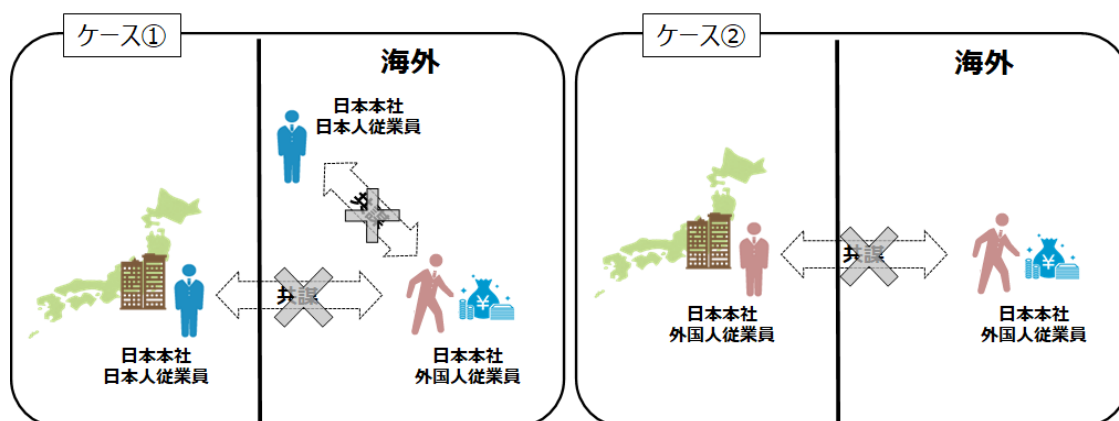 ケース①
海外
日本本社
日本人従業員
共謀
共謀
日本本社
日本人従業員
日本本社
外国人従業員
ケース②
海外
共謀
日本本社
外国人従業員
日本本社
外国人従業員